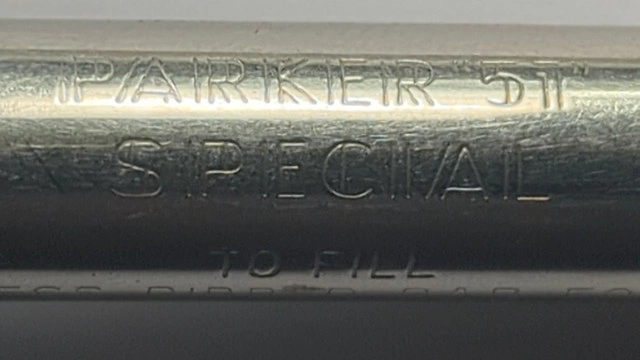 PARKER "51"
SPECIAL
TO FILL